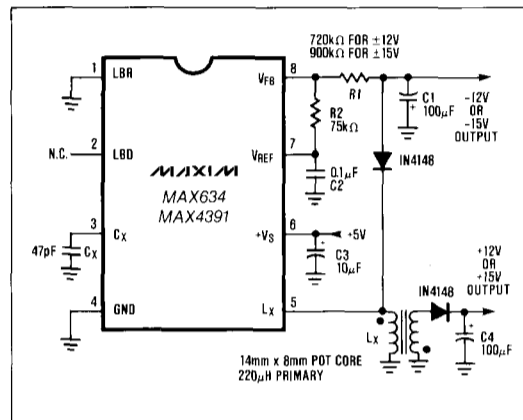 720kΩ FOR ±12V
900kΩ FOR ±15V
1
LBR
VFB
8
R1
C1
100µF
+
-12V
OR
-15V
OUTPUT
R2
75kΩ
N.C.
2
LBD
VREF
7
MAXIM
MAX634
MAX4391
0.1µF
C2
IN4148
3
CX
47pF
CX
+VS
6
+5V
+
C3
10µF
+12V
OR
+15V
OUTPUT
4
GND
LX
5
IN4148
LX
+
C4
100µF
14mm x 8mm POT CORE
220µH PRIMARY